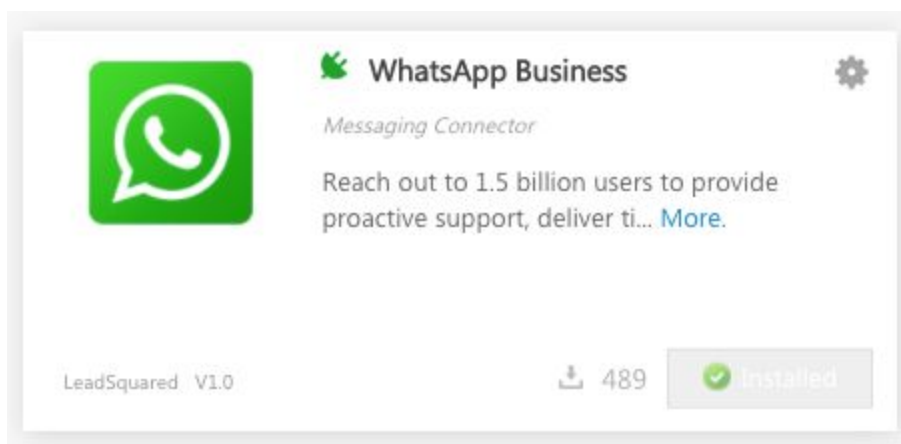 WhatsApp Business
Messaging Connector
Reach out to 1.5 billion users to provide
proactive support, deliver ti... More.
LeadSquared V1.0
489
Installed